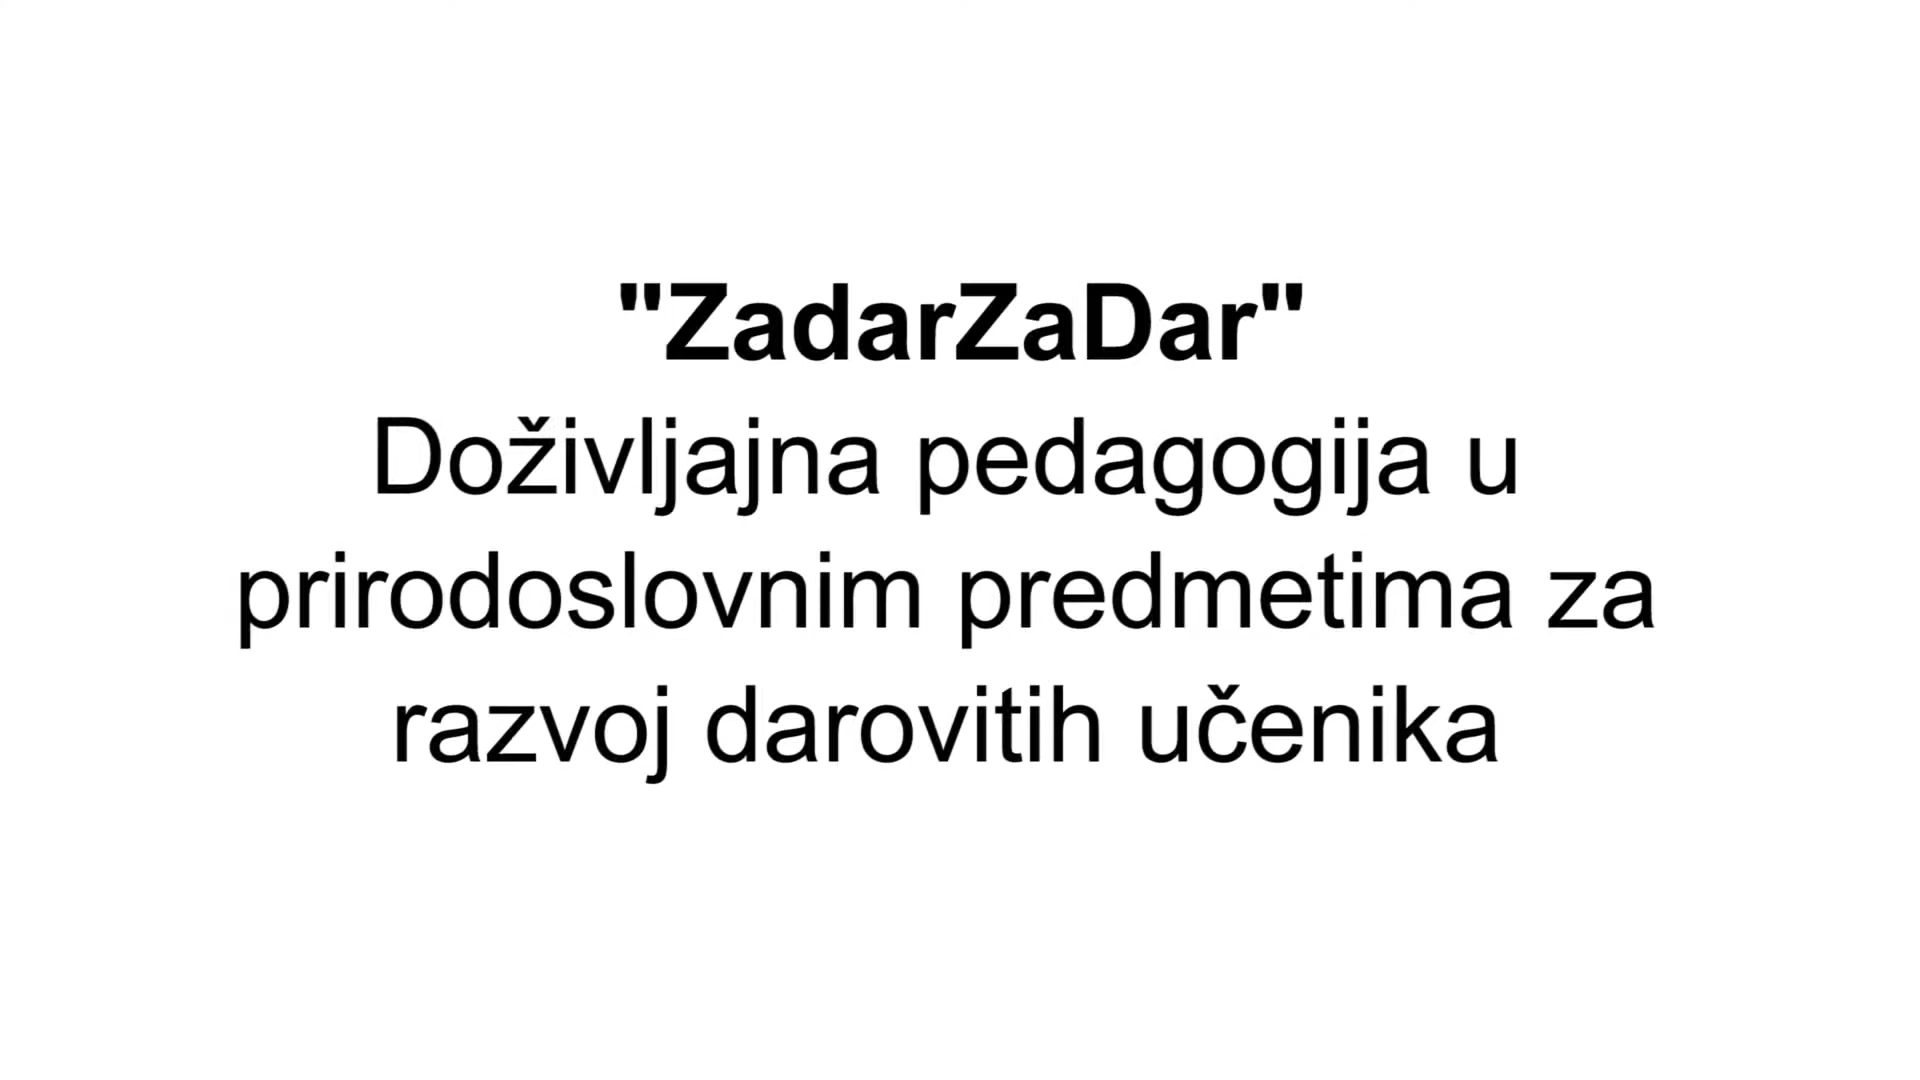 "ZadarZaDar"
Doživljajna pedagogija u
prirodoslovnim predmetima za
razvoj darovitih učenika